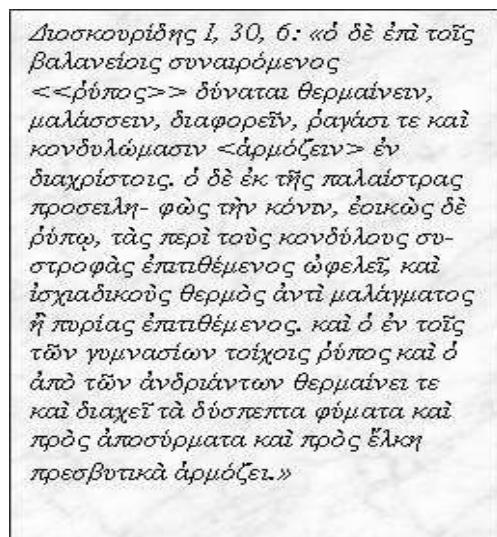 Διοσκουρίδης Ι, 30, 6: «ὁ δὲ ἐπὶ τοῖς
βαλανείοις συναιρόμενος
<<ῥύπος>> δύναται θερμαίνειν,
μαλάσσειν, διαφορεῖν, ῥαγάσι τε καὶ
κονδυλώμασιν <ἁρμόζειν> ἐν
διαχρίστοις. ὁ δὲ ἐκ τῆς παλαίστρας
προσειλη- φὼς τὴν κόνιν, ἐοικὼς δὲ
ῥύπῳ, τὰς περὶ τοὺς κονδύλους συ-
στροφὰς ἐπιτιθέμενος ὠφελεῖ, καὶ
ἰσχιαδικοὺς θερμὸς ἀντὶ μαλάγματος
ἢ πυρίας ἐπιτιθέμενος. καὶ ὁ ἐν τοῖς
τῶν γυμνασίων τοίχοις ῥύπος καὶ ὁ
ἀπὸ τῶν ἀνδριάντων θερμαίνει τε
καὶ διαχεῖ τὰ δύσπεπτα φύματα καὶ
πρὸς ἀποσύρματα καὶ πρὸς ἕλκη
πρεσβυτικὰ ἁρμόζει.»